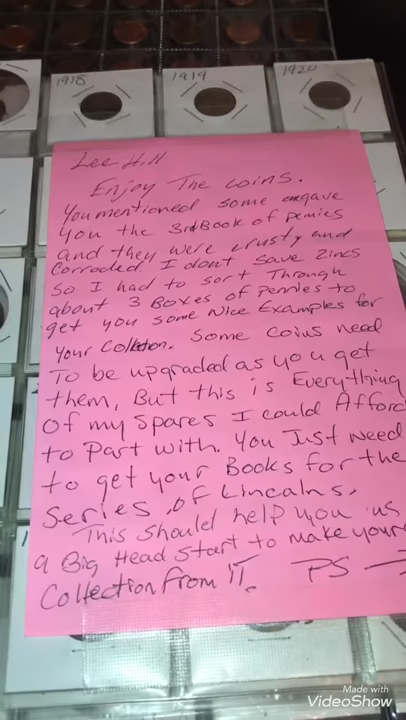 1918
1919
1920
Lee Hill
Enjoy The coins.
You mentioned some gave
you the 3rd Book of pennies
and they were crusty and
Corroded. I don't save Zincs
So I had to sort Through
about 3 Boxes of pennies to
get you some Nice Examples for
your Collection. Some coins need
To be upgraded as you get
them, But this is Everything
Of my Spares I could Afford
to Part with. You Just Need
to get your Books for the
Series of Lincalns.
This should help you us
a Big Head Start to make your
Collection From IT. PS →
Made with
VideoShow